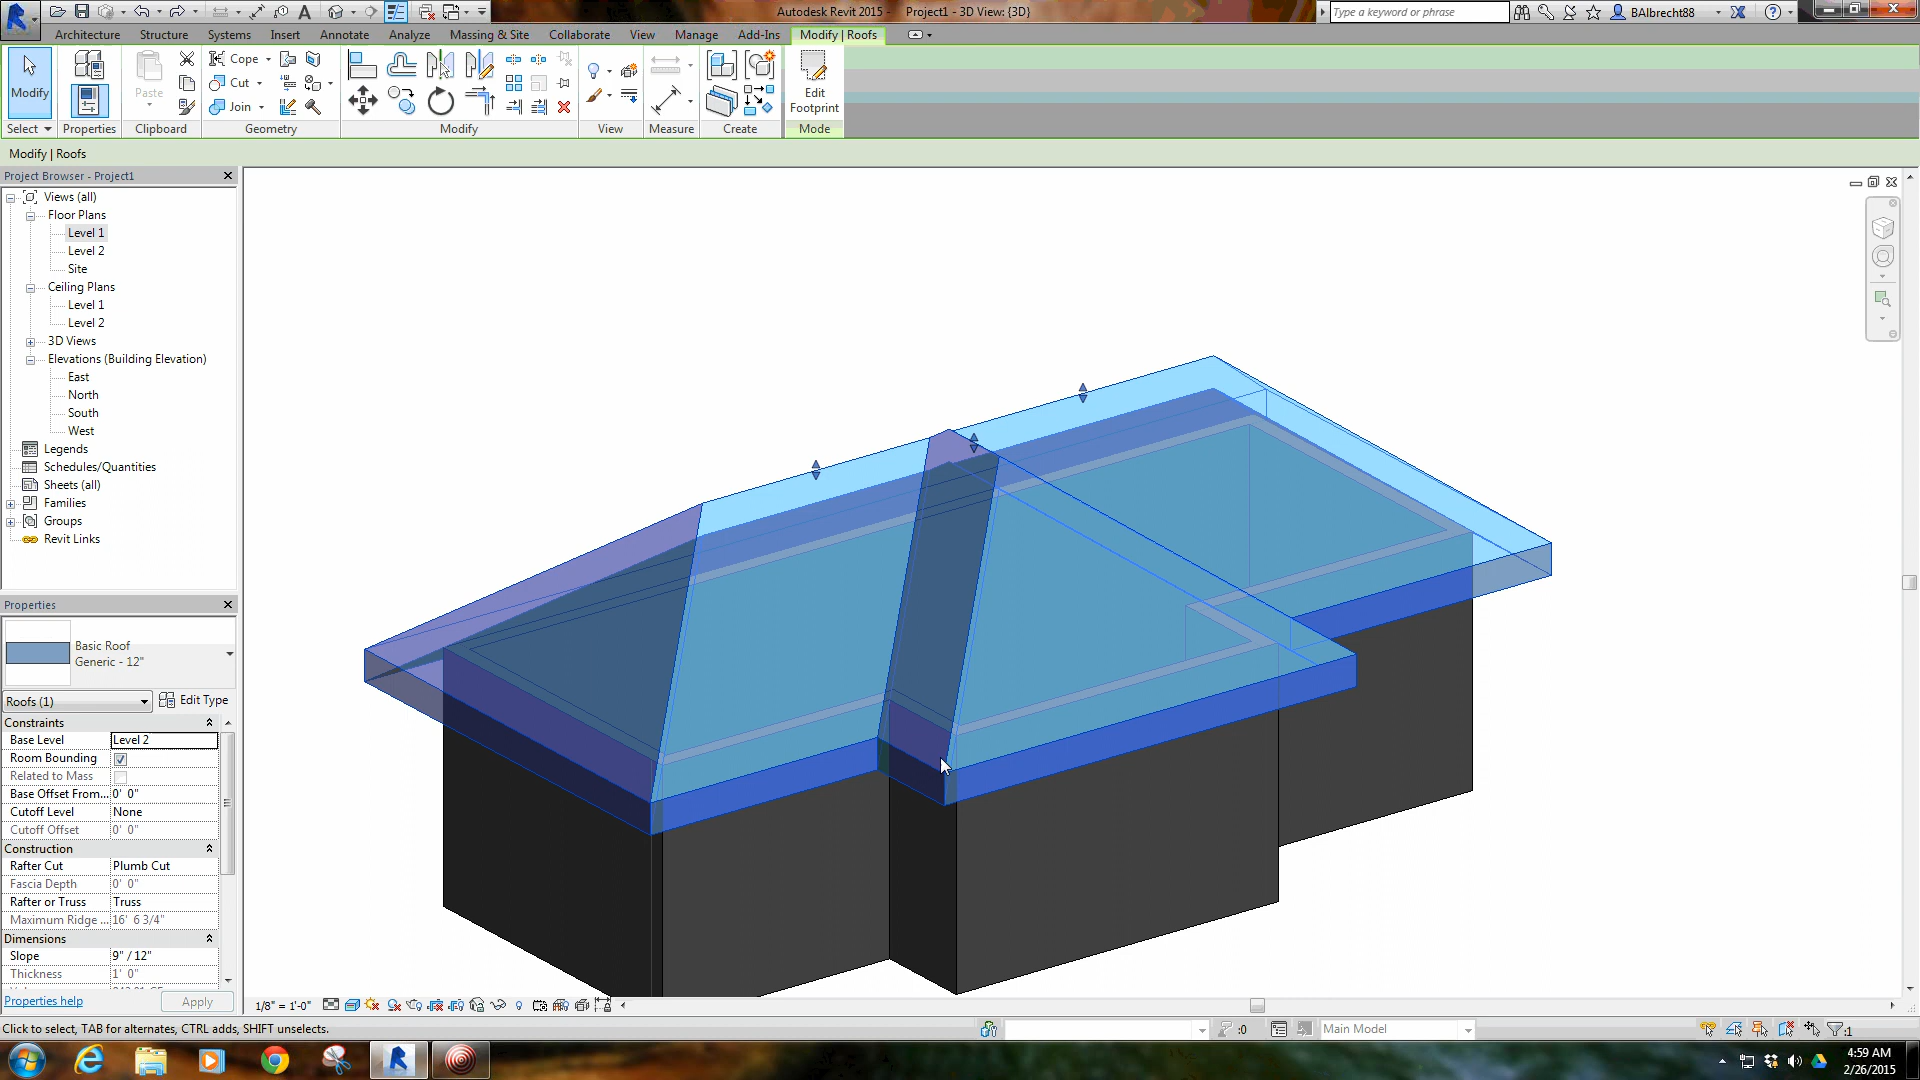 Autodesk Revit 2015 -    Project1 - 3D View: {3D}
Type a keyword or phrase
BAlbrecht88
Architecture Structure Systems Insert Annotate Analyze Massing & Site Collaborate View Manage Add-Ins Modify | Roofs
Modify
Paste
Cope
Cut
Join
Edit
Footprint
Select Properties Clipboard Geometry Modify View Measure Create Mode
Modify | Roofs
Project Browser - Project1
Views (all)
Floor Plans
Level 1
Level 2
Site
Ceiling Plans
Level 1
Level 2
3D Views
Elevations (Building Elevation)
East
North
South
West
Legends
Schedules/Quantities
Sheets (all)
Families
Groups
Revit Links
Properties
Basic Roof
Generic - 12"
Roofs (1) Edit Type
Constraints
Base Level Level 2
Room Bounding
Related to Mass
Base Offset From... 0' 0"
Cutoff Level None
Cutoff Offset 0' 0"
Construction
Rafter Cut Plumb Cut
Fascia Depth 0' 0"
Rafter or Truss Truss
Maximum Ridge ... 16' 6 3/4"
Dimensions
Slope 9" / 12"
Thickness 1' 0"
Properties help Apply
1/8" = 1'-0"
Click to select, TAB for alternates, CTRL adds, SHIFT unselects.
:0
Main Model
:1
4:59 AM
2/26/2015